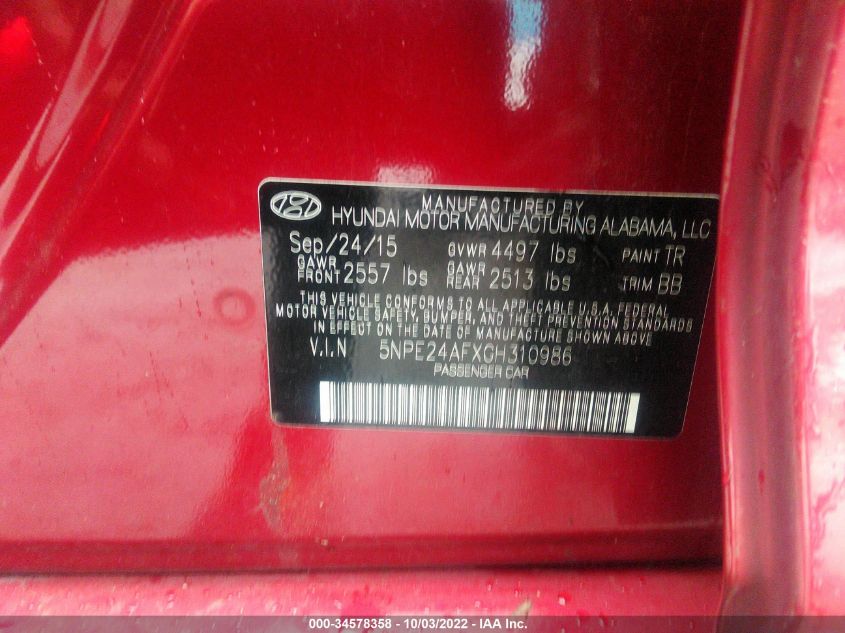 MANUFACTURED BY
HYUNDAI MOTOR MANUFACTURING ALABAMA, LLC
Sep/24/15 GVWR 4497 lbs PAINT TR
GAWR FRONT 2557 lbs GAWR REAR 2513 lbs TRIM BB
THIS VEHICLE CONFORMS TO ALL APPLICABLE U.S.A. FEDERAL
MOTOR VEHICLE SAFETY, BUMPER, AND THEFT PREVENTION STANDARDS
IN EFFECT ON THE DATE OF MANUFACTURE SHOWN ABOVE
V.I.N 5NPE24AFXGH310986
PASSENGER CAR
000-34578358 - 10/03/2022 - IAA Inc.